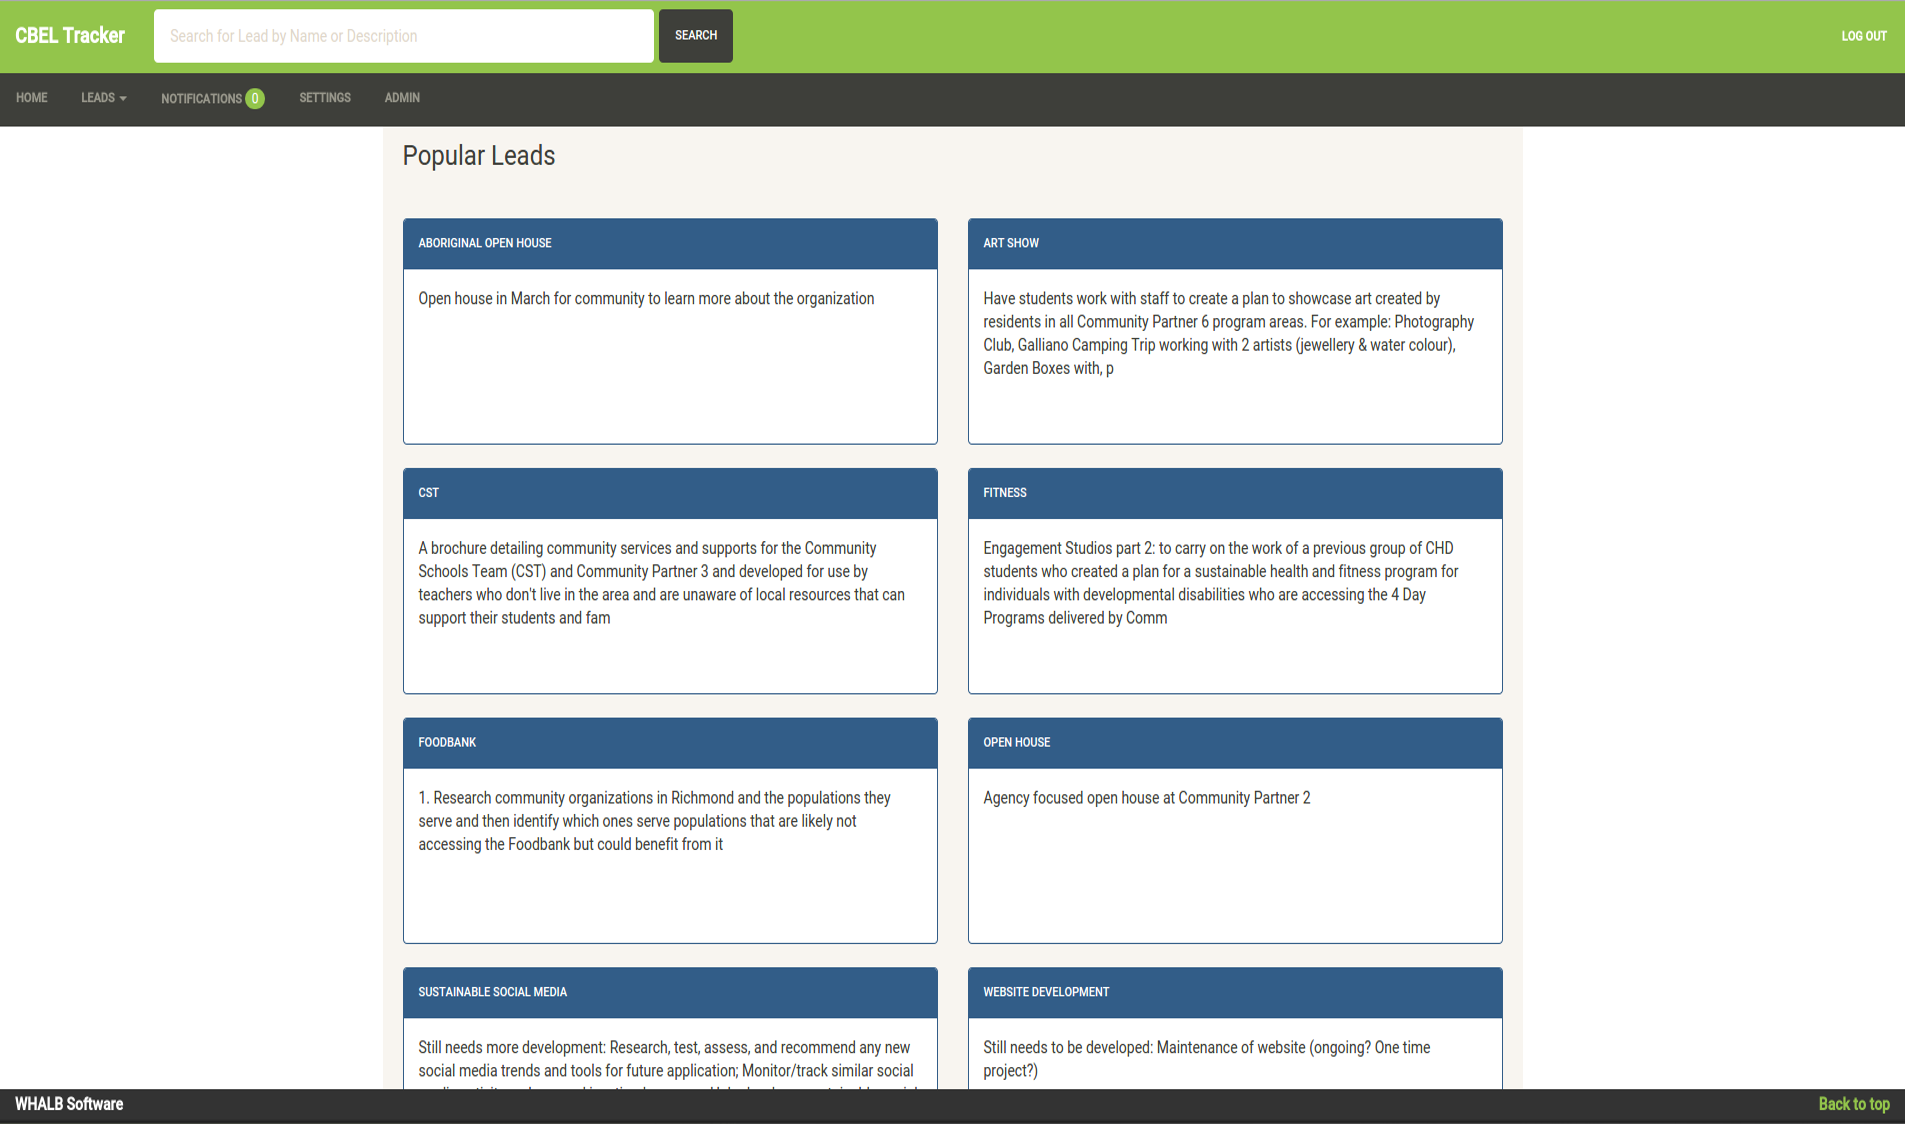 CBEL Tracker
Search for Lead by Name or Description
SEARCH
LOG OUT
HOME
LEADS
NOTIFICATIONS 0
SETTINGS
ADMIN
Popular Leads
ABORIGINAL OPEN HOUSE
Open house in March for community to learn more about the organization
ART SHOW
Have students work with staff to create a plan to showcase art created by
residents in all Community Partner 6 program areas. For example: Photography
Club, Galliano Camping Trip working with 2 artists (jewellery & water colour),
Garden Boxes with, p
CST
A brochure detailing community services and supports for the Community
Schools Team (CST) and Community Partner 3 and developed for use by
teachers who don't live in the area and are unaware of local resources that can
support their students and fam
FITNESS
Engagement Studios part 2: to carry on the work of a previous group of CHD
students who created a plan for a sustainable health and fitness program for
individuals with developmental disabilities who are accessing the 4 Day
Programs delivered by Comm
FOODBANK
1. Research community organizations in Richmond and the populations they
serve and then identify which ones serve populations that are likely not
accessing the Foodbank but could benefit from it
OPEN HOUSE
Agency focused open house at Community Partner 2
SUSTAINABLE SOCIAL MEDIA
Still needs more development: Research, test, assess, and recommend any new
social media trends and tools for future application; Monitor/track similar social
WEBSITE DEVELOPMENT
Still needs to be developed: Maintenance of website (ongoing? One time
project?)
WHALB Software
Back to top